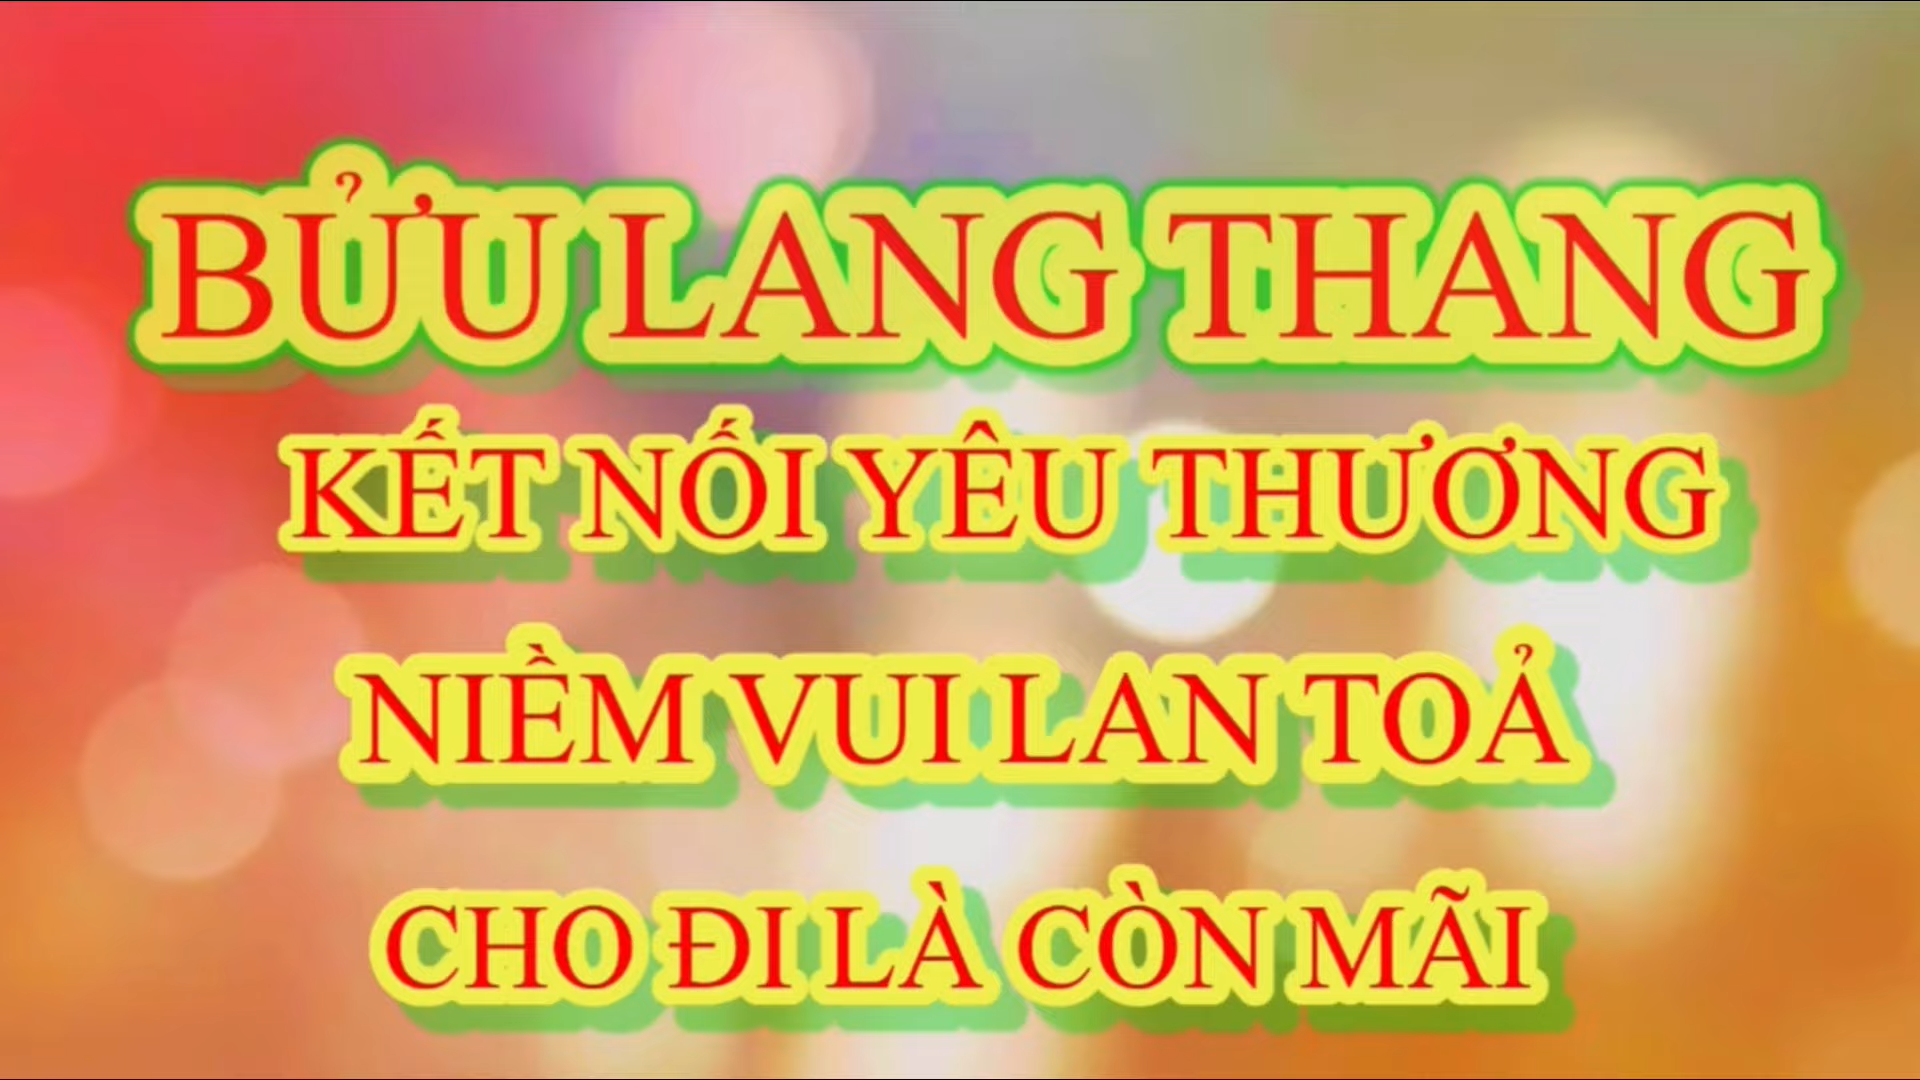 BỬU LANG THANG
KẾT NỐI YÊU THƯƠNG
NIỀM VUI LAN TOẢ
CHO ĐI LÀ CÒN MÃI